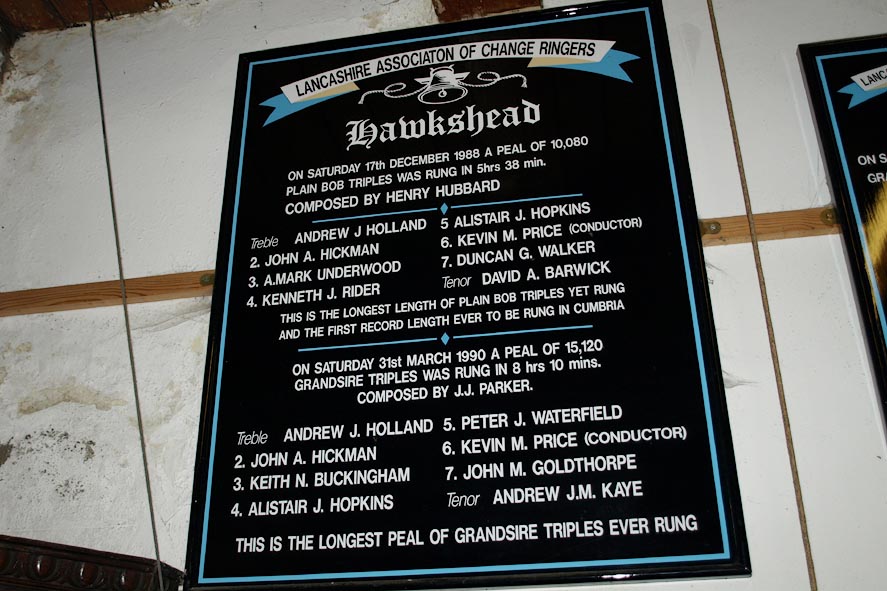 LANCASHIRE ASSOCIATON OF CHANGE RINGERS
Hawkshead
ON SATURDAY 17th DECEMBER 1988 A PEAL OF 10,080
PLAIN BOB TRIPLES WAS RUNG IN 5hrs 38 min.
COMPOSED BY HENRY HUBBARD
Treble ANDREW J HOLLAND
2. JOHN A. HICKMAN
3. A.MARK UNDERWOOD
4. KENNETH J. RIDER
5 ALISTAIR J. HOPKINS
6. KEVIN M. PRICE (CONDUCTOR)
7. DUNCAN G. WALKER
Tenor DAVID A. BARWICK
THIS IS THE LONGEST LENGTH OF PLAIN BOB TRIPLES YET RUNG
AND THE FIRST RECORD LENGTH EVER TO BE RUNG IN CUMBRIA
ON SATURDAY 31st MARCH 1990 A PEAL OF 15,120
GRANDSIRE TRIPLES WAS RUNG IN 8 hrs 10 mins.
COMPOSED BY J.J. PARKER.
Treble ANDREW J. HOLLAND
2. JOHN A. HICKMAN
3. KEITH N. BUCKINGHAM
4. ALISTAIR J. HOPKINS
5. PETER J. WATERFIELD
6. KEVIN M. PRICE (CONDUCTOR)
7. JOHN M. GOLDTHORPE
Tenor ANDREW J.M. KAYE
THIS IS THE LONGEST PEAL OF GRANDSIRE TRIPLES EVER RUNG
ON S
GRA